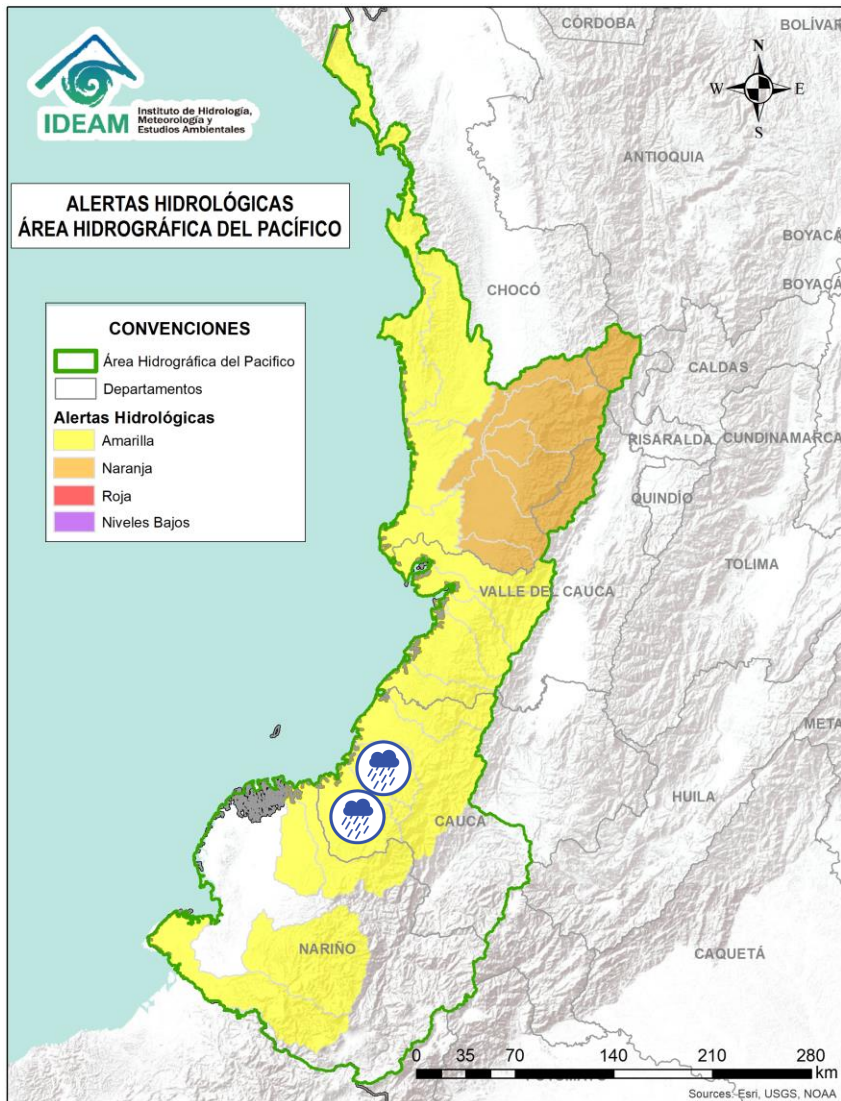 CÓRDOBA
BOLÍVAR
N
W E
S
IDEAM
Instituto de Hidrología,
Meteorología y
Estudios Ambientales
ANTIOQUIA
ALERTAS HIDROLÓGICAS
ÁREA HIDROGRÁFICA DEL PACÍFICO
BOYACÁ
BOYACÁ
CHOCÓ
CONVENCIONES
Área Hidrográfica del Pacifico
Departamentos
Alertas Hidrológicas
Amarilla
Naranja
Roja
Niveles Bajos
CALDAS
RISARALDA
CUNDINAMARCA
QUINDÍO
TOLIMA
VALLE DEL CAUCA
META
HUILA
CAUCA
NARIÑO
CAQUETÁ
0 35 70 140 210 280
km
Sources: Esri, USGS, NOAA